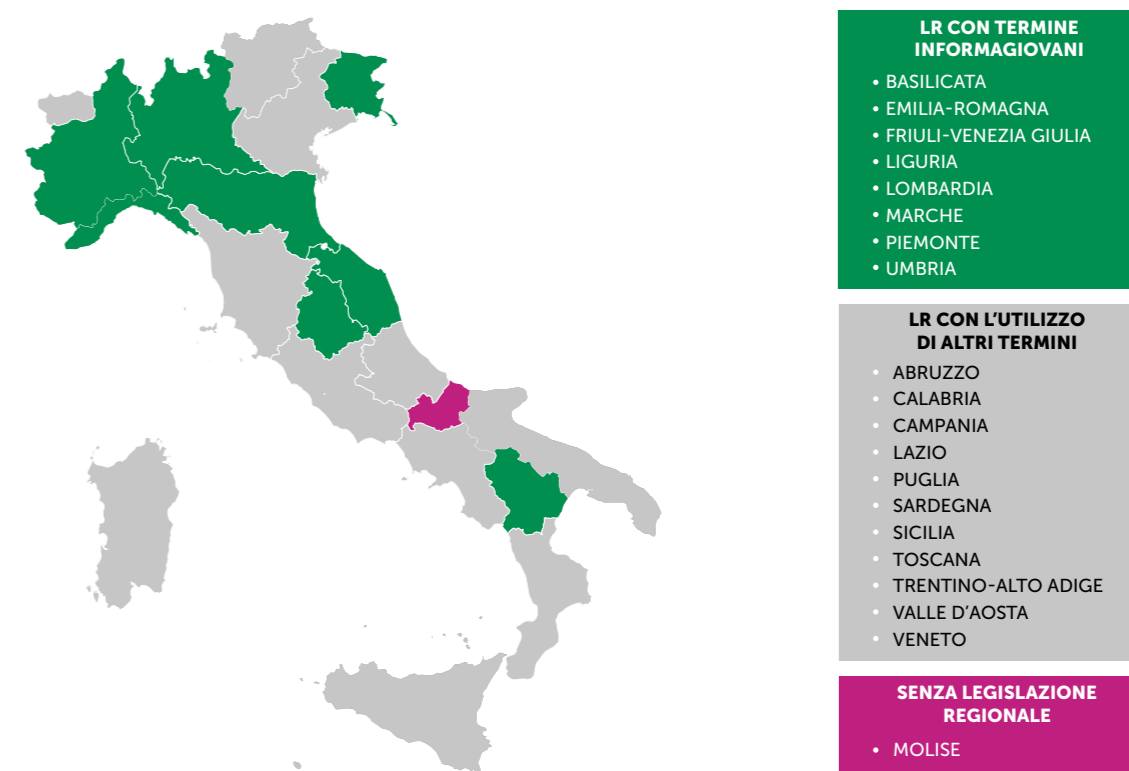 LR CON TERMINE
INFORMAGIOVANI
• BASILICATA
• EMILIA-ROMAGNA
• FRIULI-VENEZIA GIULIA
• LIGURIA
• LOMBARDIA
• MARCHE
• PIEMONTE
• UMBRIA
LR CON L'UTILIZZO
DI ALTRI TERMINI
• ABRUZZO
• CALABRIA
• CAMPANIA
• LAZIO
• PUGLIA
• SARDEGNA
• SICILIA
• TOSCANA
• TRENTINO-ALTO ADIGE
• VALLE D'AOSTA
• VENETO
SENZA LEGISLAZIONE
REGIONALE
• MOLISE